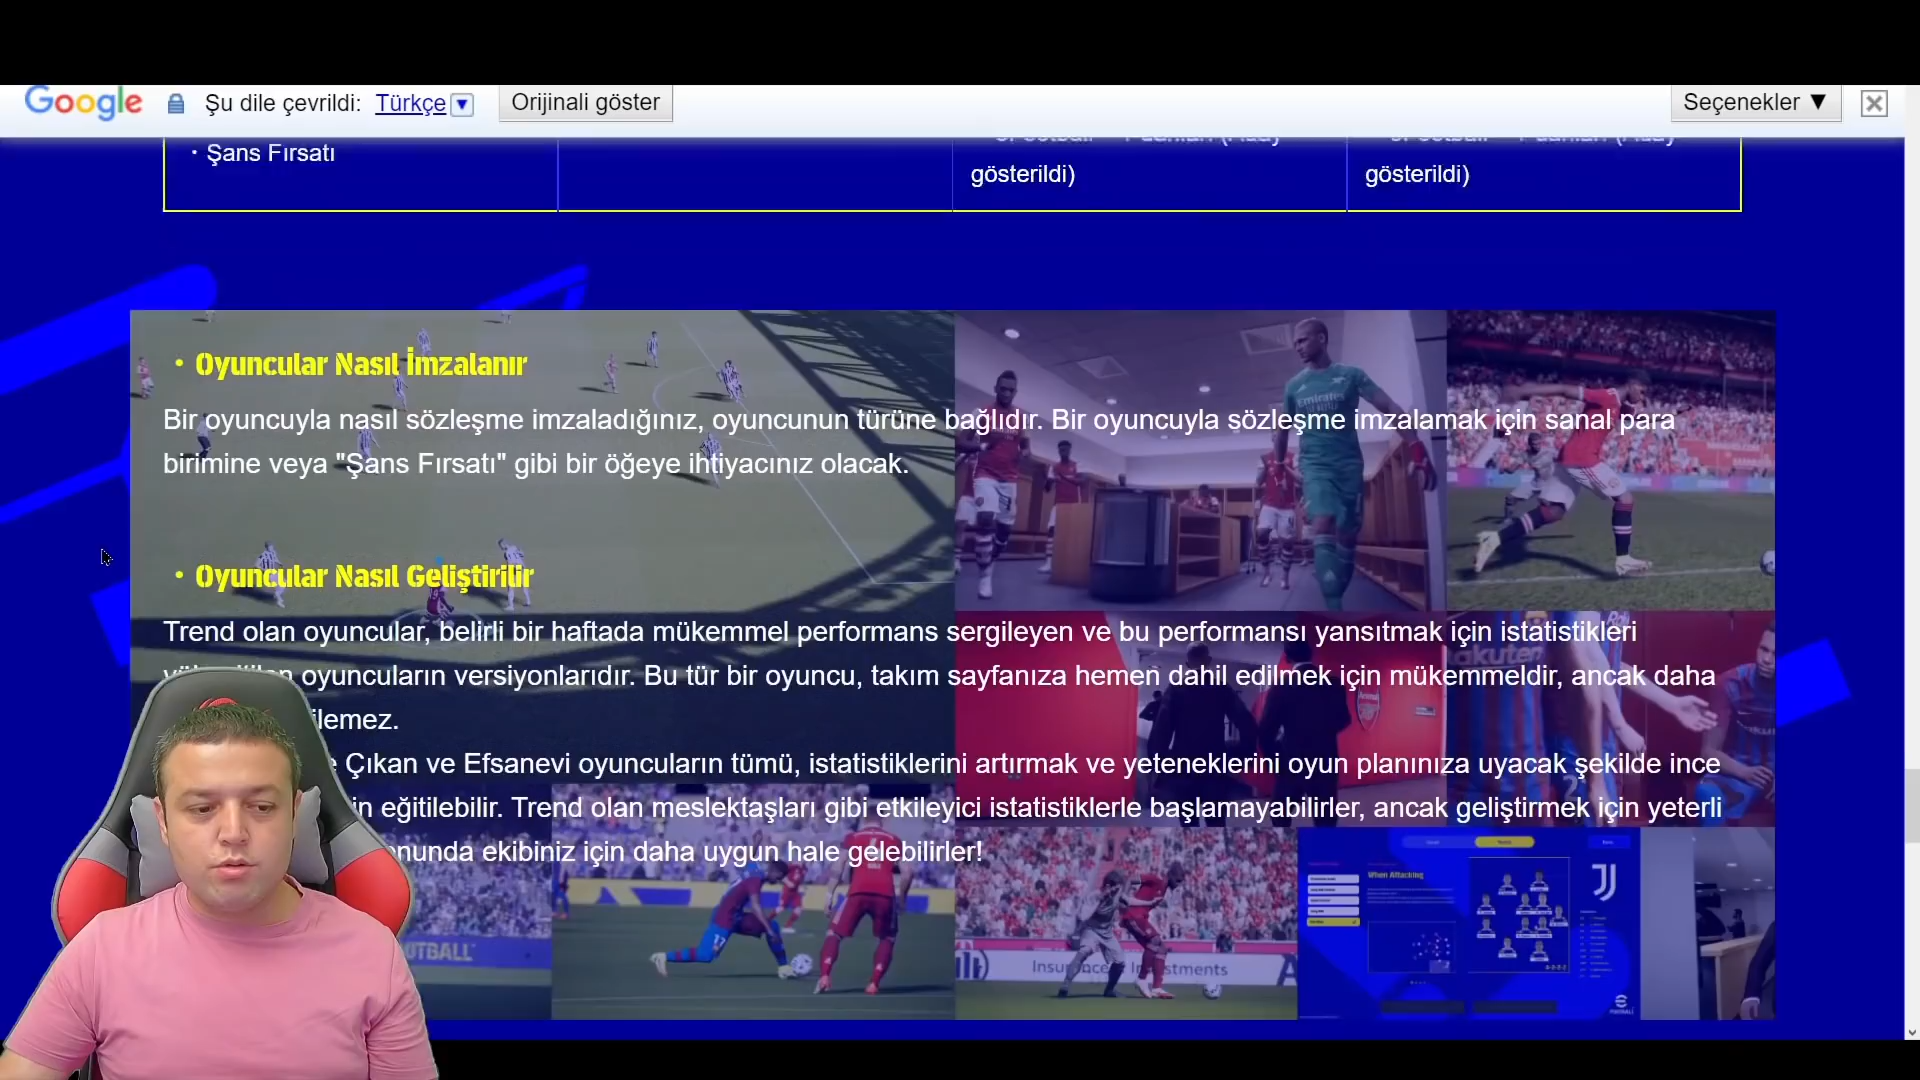 Google Şu dile çevrildi: Türkçe Orijinali göster Seçenekler ▼
· Şans Fırsatı
gösterildi) gösterildi)
· Oyuncular Nasıl İmzalanır
Bir oyuncuyla nasıl sözleşme imzaladığınız, oyuncunun türüne bağlıdır. Bir oyuncuyla sözleşme imzalamak için sanal para
birimine veya "Şans Fırsatı" gibi bir öğeye ihtiyacınız olacak.
· Oyuncular Nasıl Geliştirilir
Trend olan oyuncular, belirli bir haftada mükemmel performans sergileyen ve bu performansı yansıtmak için istatistikleri
oyuncuların versiyonlarıdır. Bu tür bir oyuncu, takım sayfanıza hemen dahil edilmek için mükemmeldir, ancak daha
ilemez.
Çıkan ve Efsanevi oyuncuların tümü, istatistiklerini artırmak ve yeteneklerini oyun planınıza uyacak şekilde ince
in eğitilebilir. Trend olan meslektaşları gibi etkileyici istatistiklerle başlamayabilirler, ancak geliştirmek için yeterli
nunda ekibiniz için daha uygun hale gelebilirler!
Emirates
Arsenal
When Attacking
17